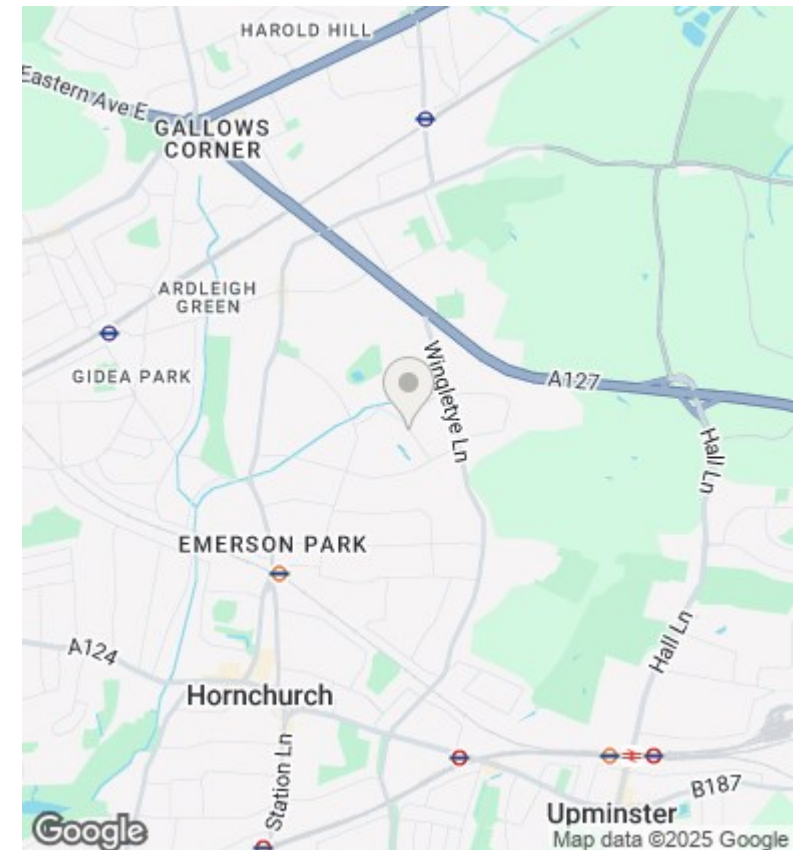 HAROLD HILL
Eastern Ave E
GALLOWS
CORNER
ARDLEIGH
GREEN
GIDEA PARK
Wingletye Ln
A127
Hall Ln
EMERSON PARK
A124
Hall Ln
Hornchurch
Station Ln
B187
Upminster
Google
Map data ©2025 Google